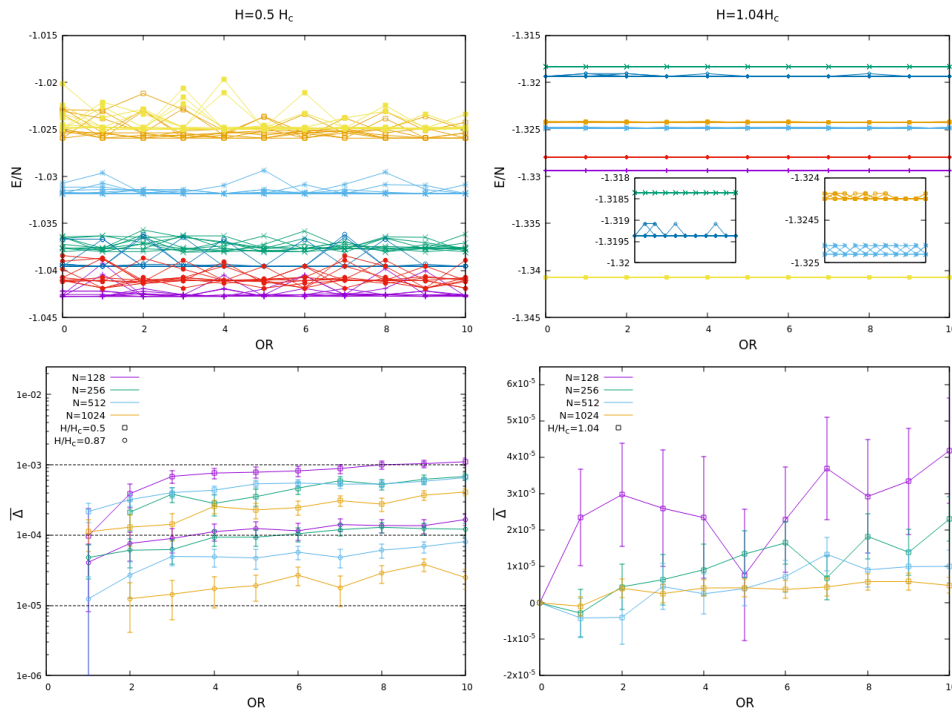 H=0.5 Hc
-1.015
-1.02
-1.025
-1.03
-1.035
-1.04
-1.045
E/N
0 2 4 6 8 10
OR
H=1.04Hc
-1.315
-1.32
-1.325
-1.33
-1.335
-1.34
-1.345
E/N
-1.318
-1.3185
-1.319
-1.3195
-1.32
-1.324
-1.3245
-1.325
0 2 4 6 8 10
OR
N=128
N=256
N=512
N=1024
H/Hc=0.5
H/Hc=0.87
1e-02
1e-03
1e-04
1e-05
1e-06
Δ
0 2 4 6 8 10
OR
N=128
N=256
N=512
N=1024
H/Hc=1.04
6x10-5
5x10-5
4x10-5
3x10-5
2x10-5
1x10-5
0
-1x10-5
-2x10-5
Δ
0 2 4 6 8 10
OR